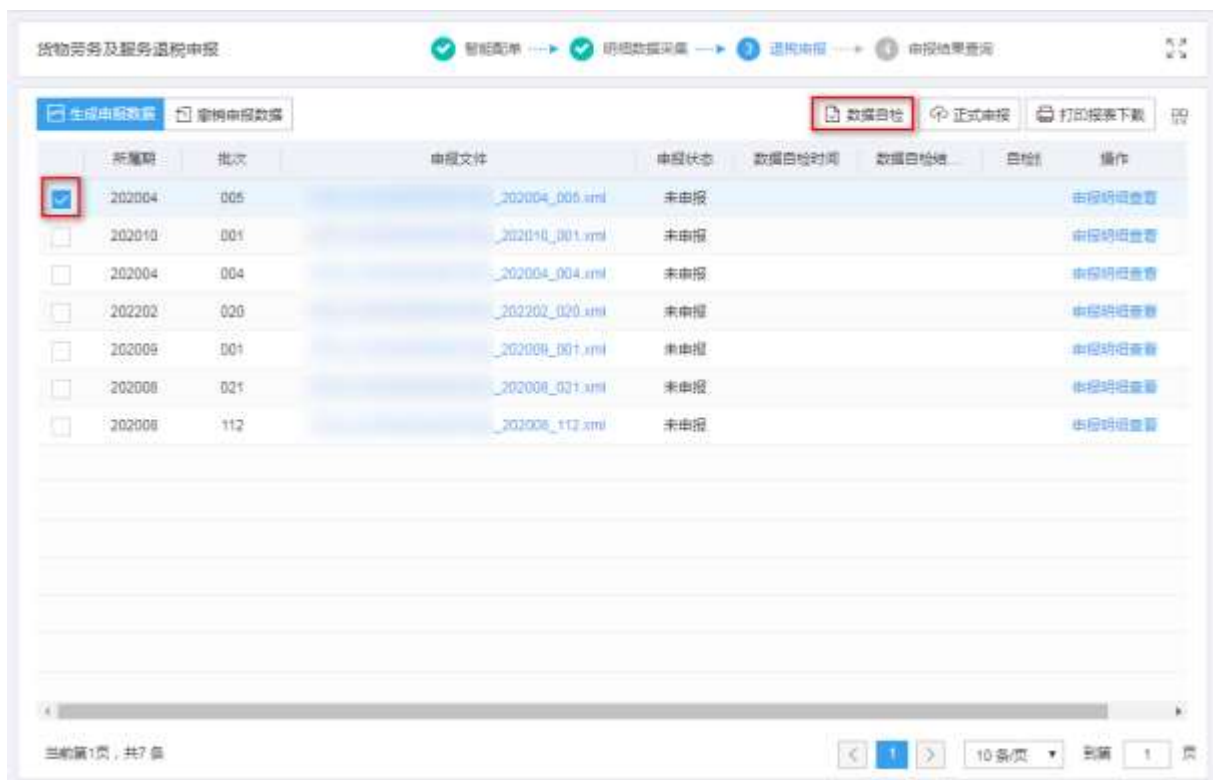 货物劳务及服务退税申报 智能配单 明细数据采集 3 退税申报 4 申报结果查询
生成申报数据 撤销申报数据 数据自检 正式申报 打印报表下载
所属期 批次 申报文件 申报状态 数据自检时间 数据自检结... 操作
202004 005 _202004_005.xml 未申报 申报明细查看
202010 001 _202010_001.xml 未申报 申报明细查看
202004 004 _202004_004.xml 未申报 申报明细查看
202202 020 _202202_020.xml 未申报 申报明细查看
202009 001 _202009_001.xml 未申报 申报明细查看
202008 021 _202008_021.xml 未申报 申报明细查看
202008 112 _202008_112.xml 未申报 申报明细查看
当前第1页，共7条 < 1 > 10条/页 到第 1 页